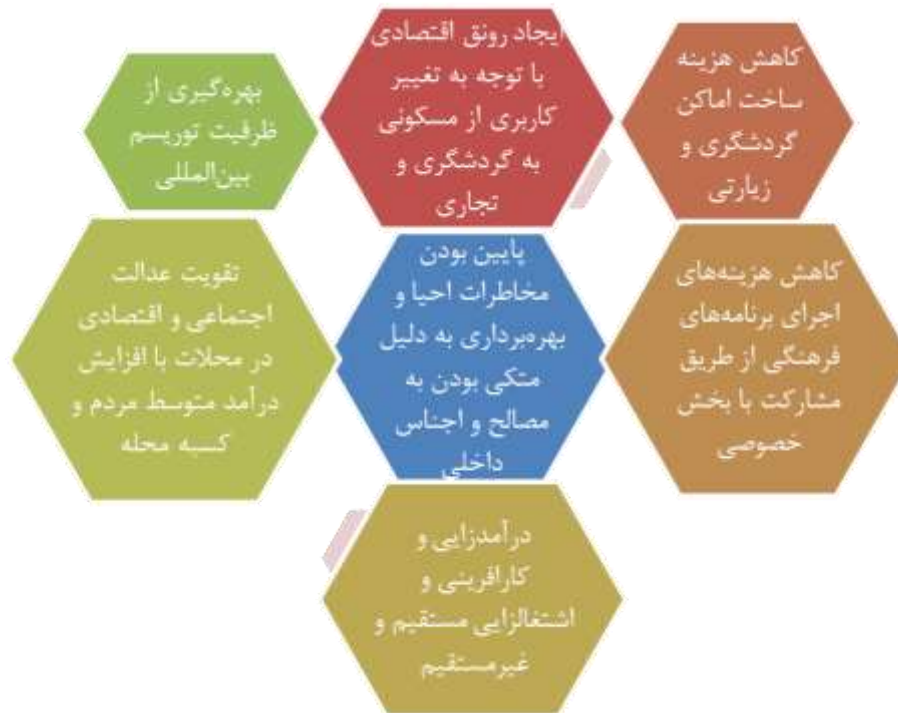 کاهش هزینه
ساخت اماکن
گردشگری و
زیارتی
ایجاد رونق اقتصادی
با توجه به تغییر
کاربری از مسکونی
به گردشگری و
تجاری
بهره‌گیری از
ظرفیت توریسم
بین‌المللی
کاهش هزینه‌های
اجرای برنامه‌های
فرهنگی از طریق
مشارکت با بخش
خصوصی
پایین بودن
مخاطرات احیا و
بهره‌برداری به دلیل
متکی بودن به
مصالح و اجناس
داخلی
تقویت عدالت
اجتماعی و اقتصادی
در محلات با افزایش
درآمد متوسط مردم و
کسبه محله
درآمدزایی و
کارافرینی و
اشتغالزایی مستقیم و
غیرمستقیم